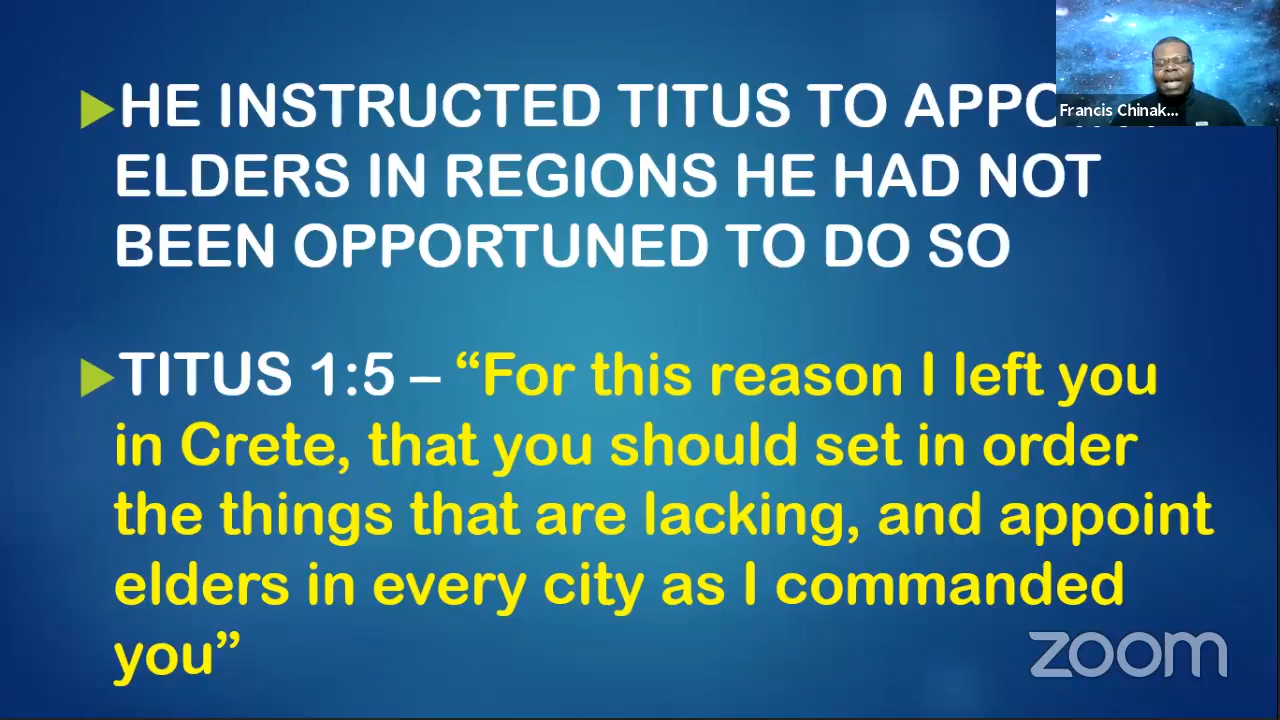 HE INSTRUCTED TITUS TO
ELDERS IN REGIONS HE HAD NOT
BEEN OPPORTUNED TO DO SO
TITUS 1:5 – “For this reason I left you
in Crete, that you should set in order
the things that are lacking, and appoint
elders in every city as I commanded
you”
Francis Chinak...
zoom